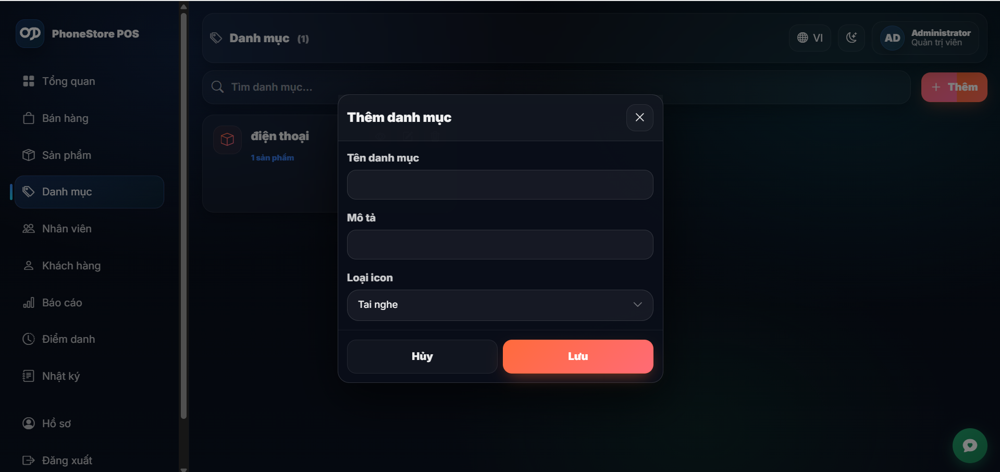 PhoneStore POS
Tổng quan
Bán hàng
Sản phẩm
Danh mục
Nhân viên
Khách hàng
Báo cáo
Điểm danh
Nhật ký
Hồ sơ
Đăng xuất
Danh mục (1)
VI
AD
Administrator
Quản trị viên
Tìm danh mục...
+ Thêm
điện thoại
1 sản phẩm
Thêm danh mục
Tên danh mục
Mô tả
Loại icon
Tai nghe
Hủy
Lưu